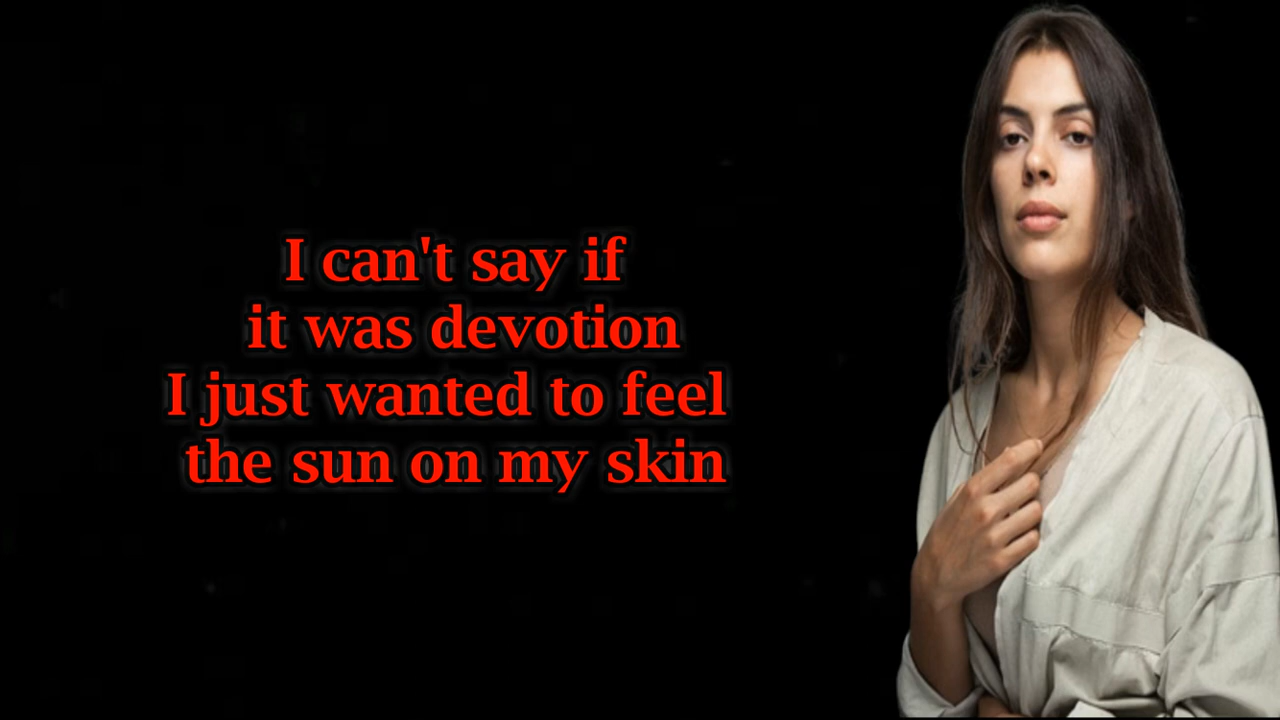 I can't say if
it was devotion
I just wanted to feel
the sun on my skin